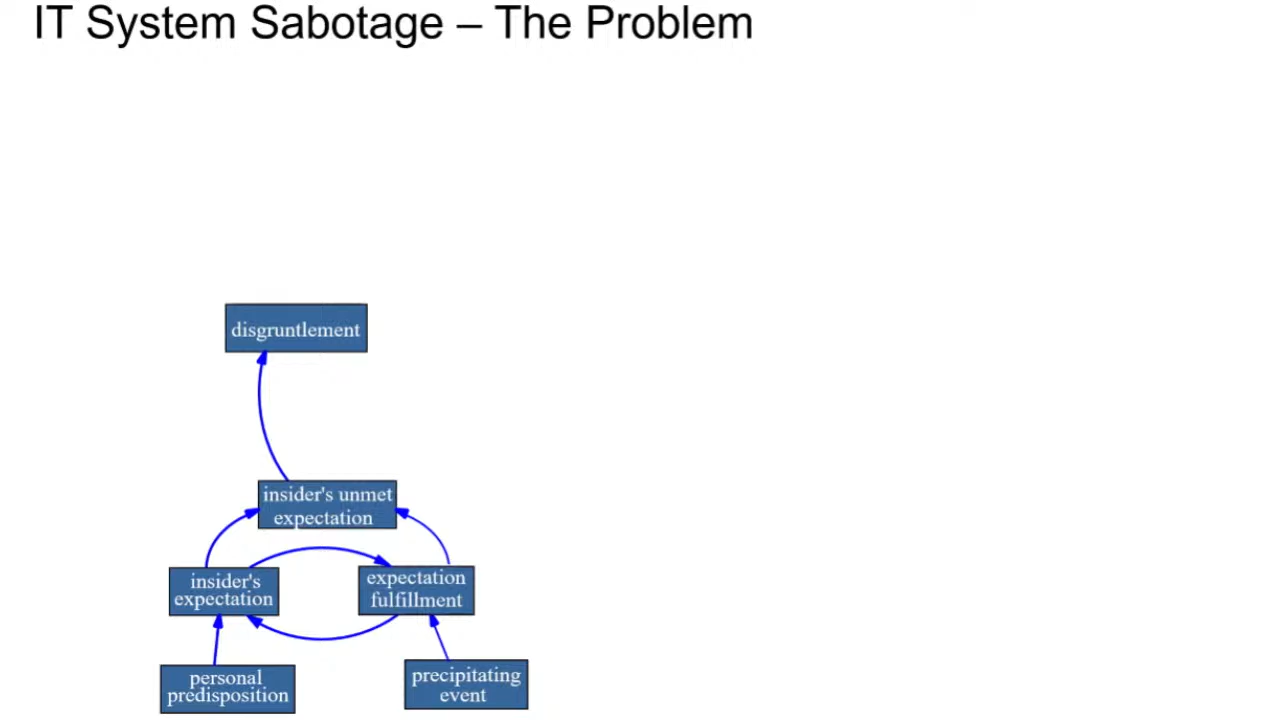 IT System Sabotage – The Problem
disgruntlement
insider's unmet
expectation
insider's
expectation
expectation
fulfillment
personal
predisposition
precipitating
event